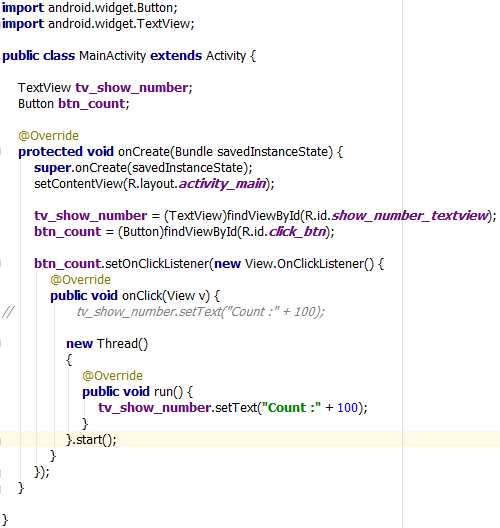 import android.widget.Button;
import android.widget.TextView;
public class MainActivity extends Activity {
TextView tv_show_number;
Button btn_count;
@Override
protected void onCreate(Bundle savedInstanceState) {
super.onCreate(savedInstanceState);
setContentView(R.layout.activity_main);
tv_show_number = (TextView)findViewById(R.id.show_number_textview);
btn_count = (Button)findViewById(R.id.click_btn);
btn_count.setOnClickListener(new View.OnClickListener() {
@Override
public void onClick(View v) {
// tv_show_number.setText("Count :" + 100);
new Thread()
{
@Override
public void run() {
tv_show_number.setText("Count :" + 100);
}
}.start();
}
});
}
}